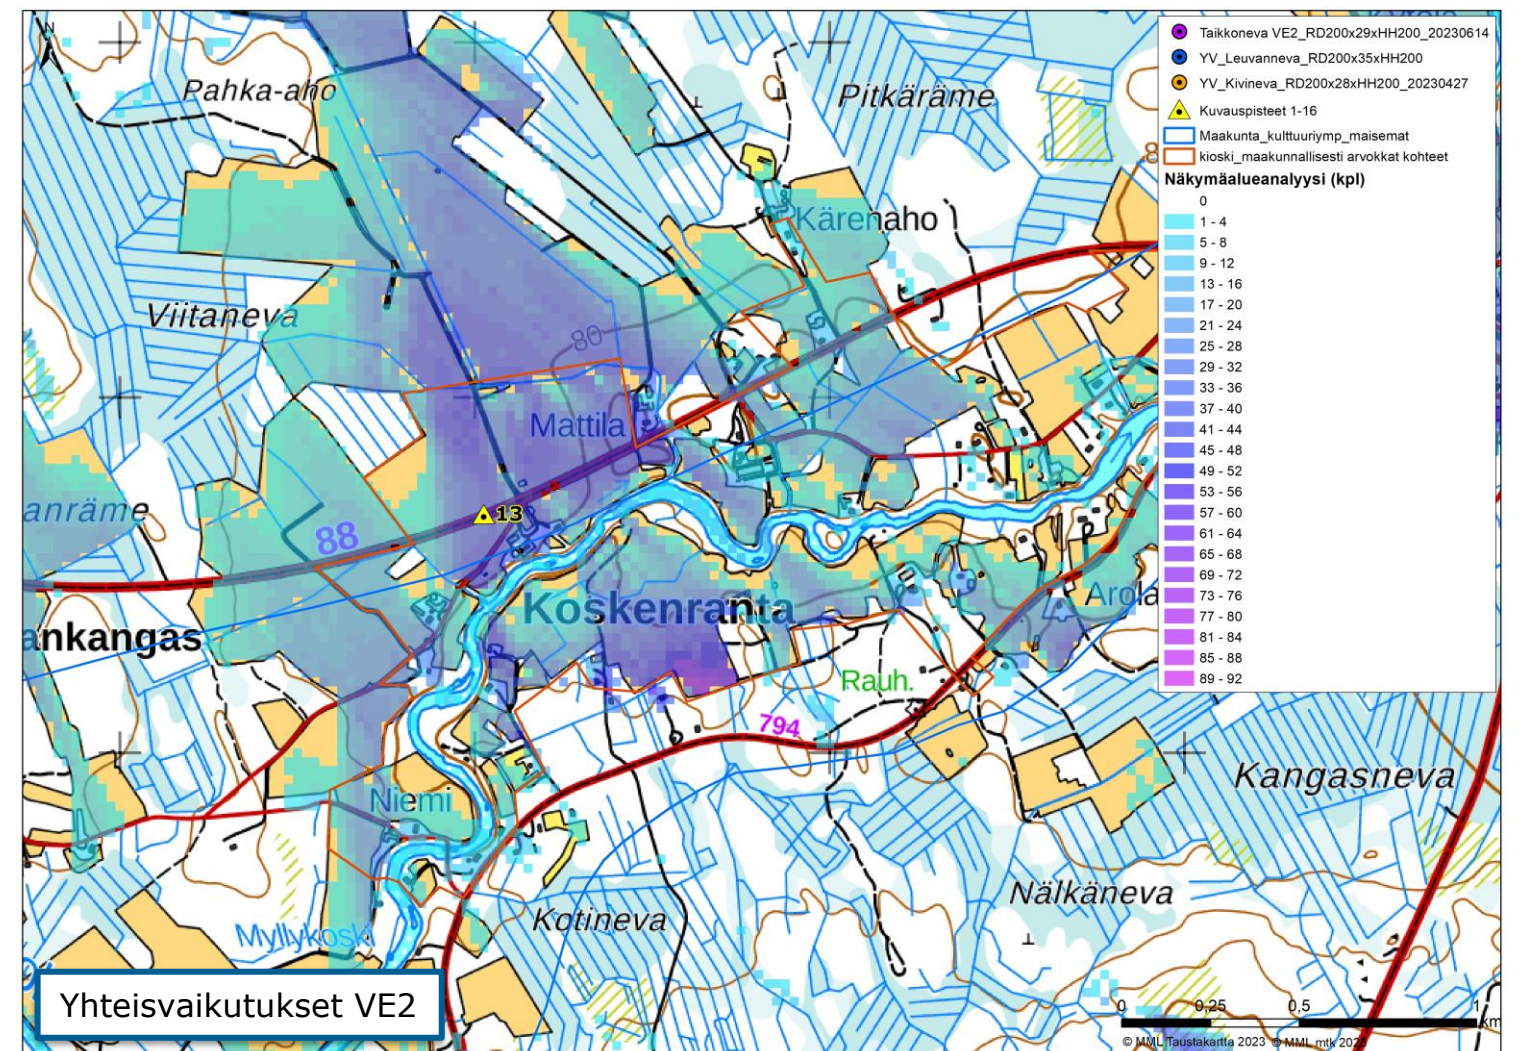 N
Pahka-aho
Pitkäräme
Kärenaho
Viitaneva
80
Mattila
anräme
88
13
Koskenranta
Arola
ankangas
Rauh.
794
Kangasneva
Niemi
Nälkäneva
Kotineva
Myllykoski
Taikkoneva VE2_RD200x29xHH200_20230614
YV_Leuvanneva_RD200x35xHH200
YV_Kivineva_RD200x28xHH200_20230427
Kuvauspisteet 1-16
Maakunta_kulttuuriymp_maisemat
kioski_maakunnallisesti arvokkat kohteet
Näkymäalueanalyysi (kpl)
0
1 - 4
5 - 8
9 - 12
13 - 16
17 - 20
21 - 24
25 - 28
29 - 32
33 - 36
37 - 40
41 - 44
45 - 48
49 - 52
53 - 56
57 - 60
61 - 64
65 - 68
69 - 72
73 - 76
77 - 80
81 - 84
85 - 88
89 - 92
Yhteisvaikutukset VE2
0 0,25 0,5 1
km
© MML Taustakartta 2023 © MML mtk